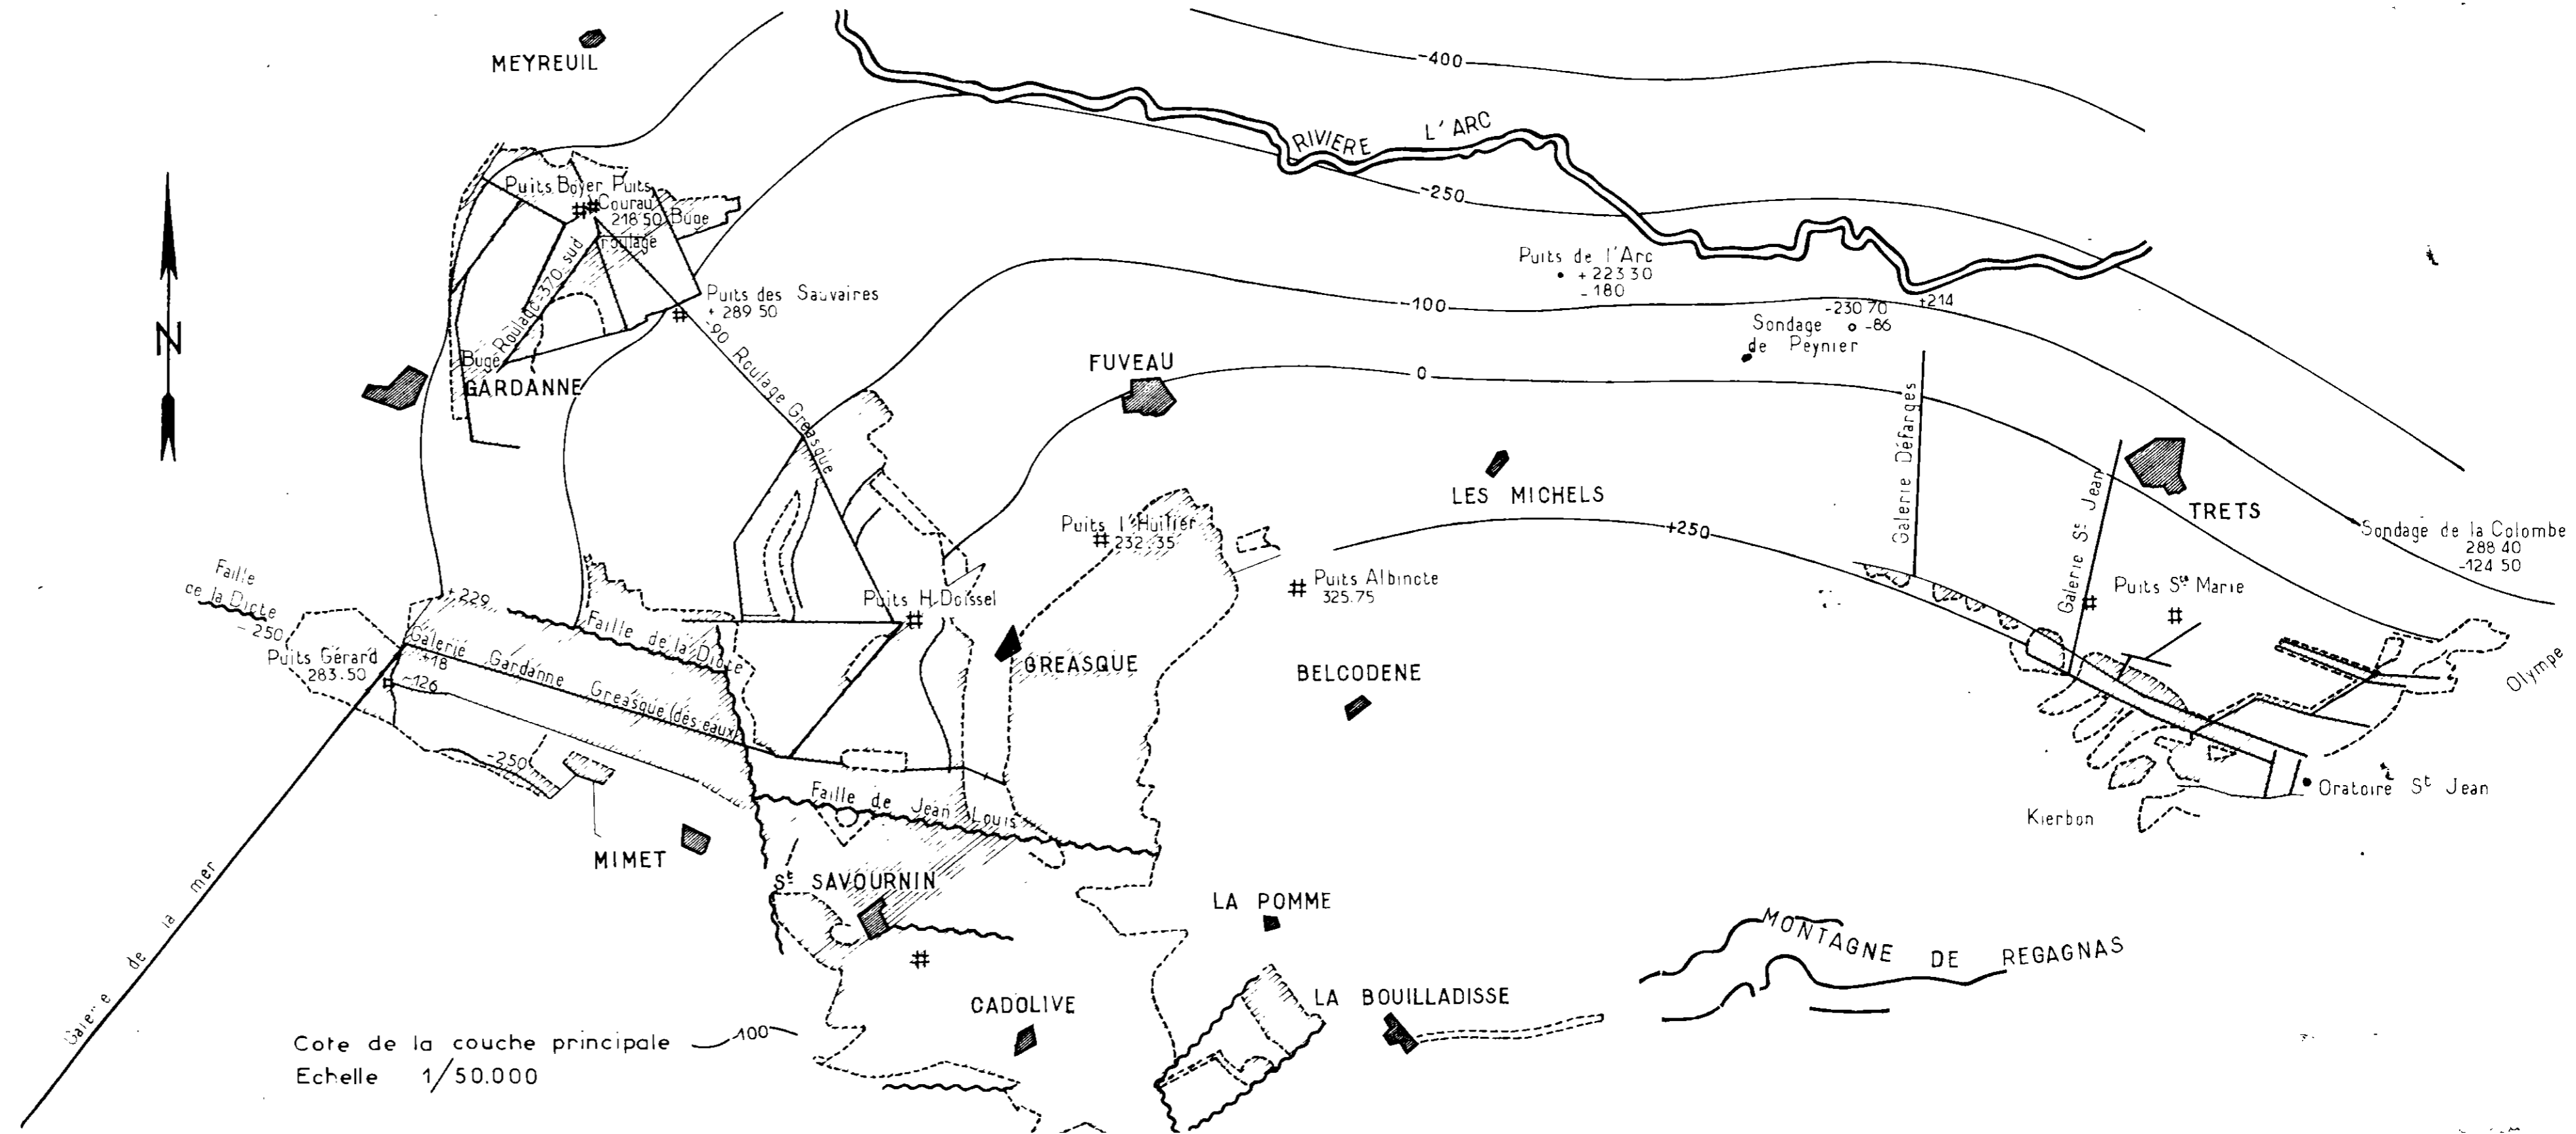 MEYREUIL
-400
RIVIERE L'ARC
-250
Puits Boyer Puits
Courau
218 50 Buge
roulage
Roulage-370 sud
Buge
GARDANNE
Puits des Sauvaires
+ 289 50
-90 Roulage Greasque
Puits de l'Arc
+ 223 30
- 180
-100
-230 70 +214
Sondage -86
de Peynier
FUVEAU
0
Galerie Défarges
LES MICHELS
+250
TRETS
Galerie St Jean
Sondage de la Colombe
288 40
-124 50
Puits l'Huilier
232.35
Puits Albinote
325.75
Puits Ste Marie
Faille
de la Diote
- 250
+229
Faille de la Diote
Puits H. Doissel
Puits Gérard
283.50
Galerie Gardanne Greasque (des eaux)
+18
-126
GREASQUE
BELCODENE
Olympe
-250
Faille de Jean Louis
Oratoire St Jean
Kierbon
MIMET
St SAVOURNIN
LA POMME
MONTAGNE DE REGAGNAS
Galerie de la mer
CADOLIVE
LA BOUILLADISSE
Cote de la couche principale -100
Echelle 1/50.000
N